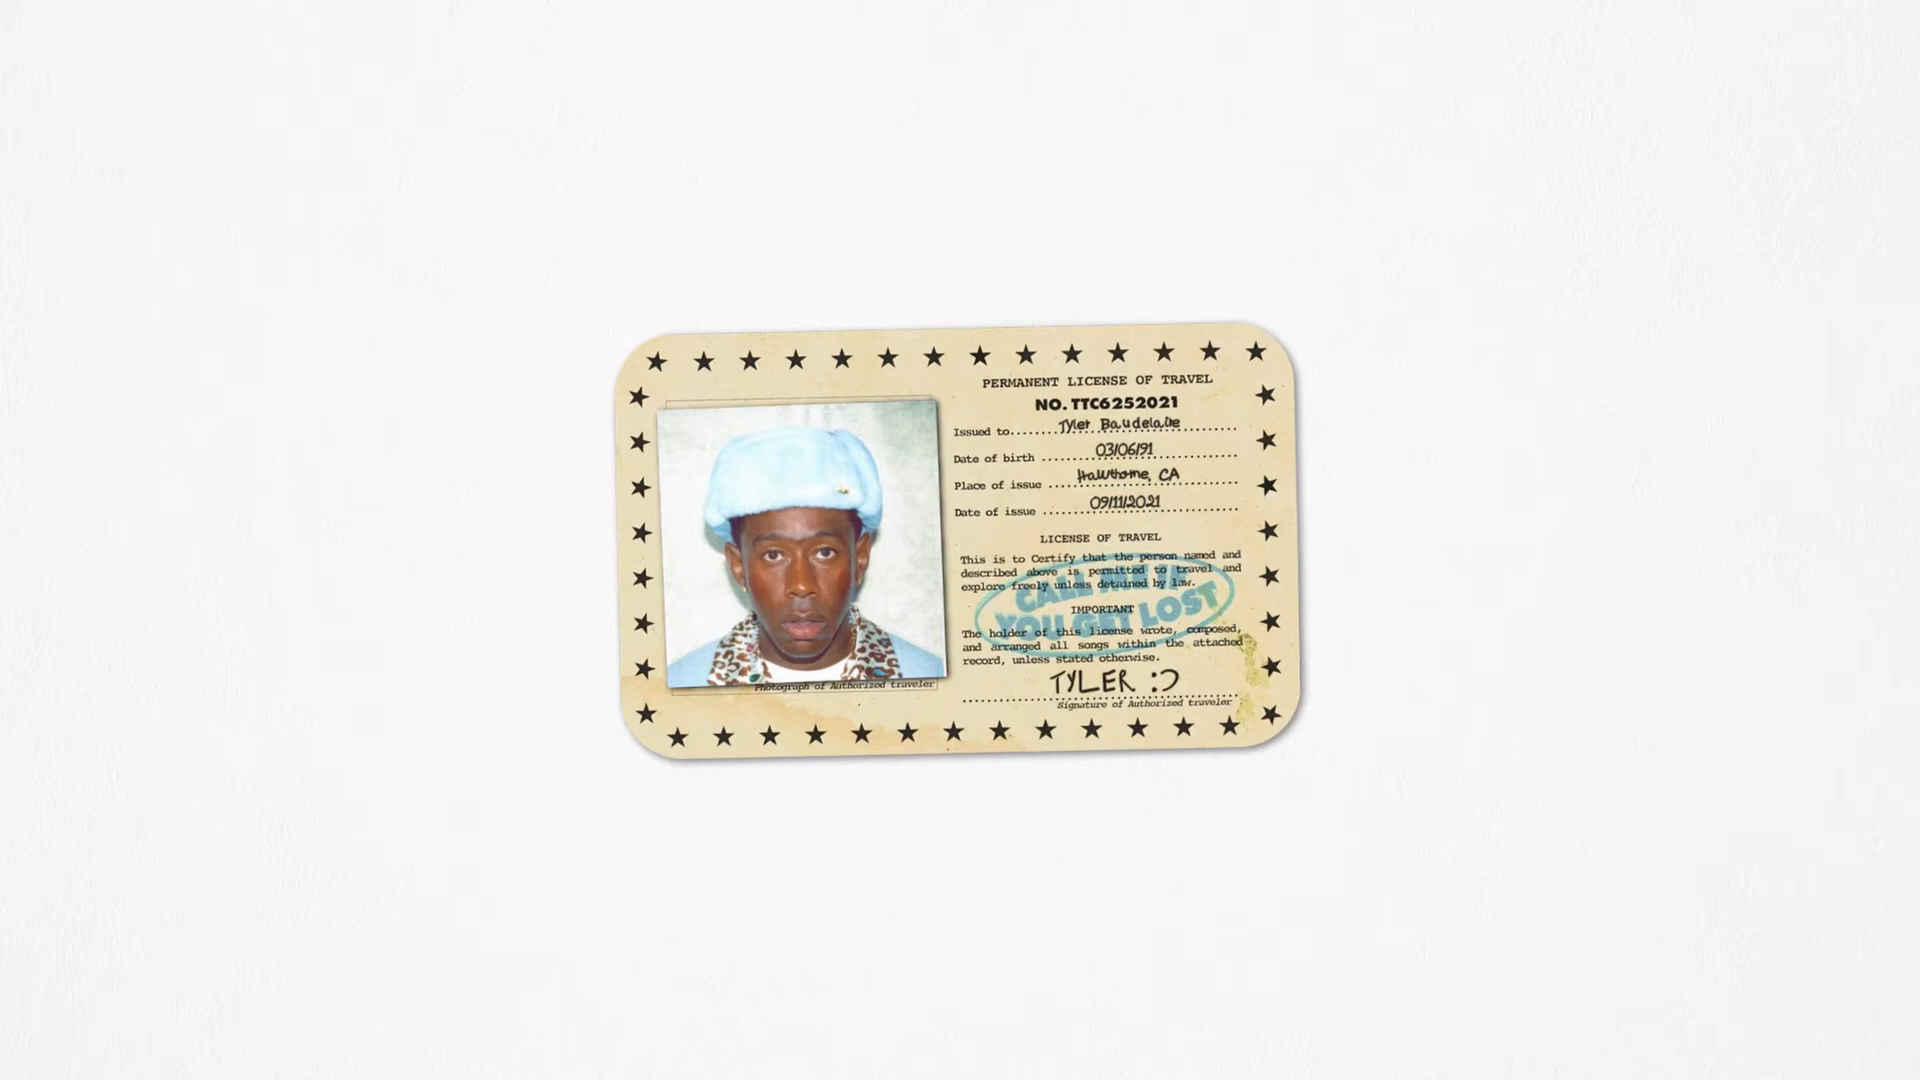 PERMANENT LICENSE OF TRAVEL
NO. TTC6252021
Issued to.......Tyler Baudelaire.........
Date of birth ........03/06/91............
Place of issue ....Hawthorne, CA........
Date of issue .......09/11/2021...........
LICENSE OF TRAVEL
This is to Certify that the person named and
described above is permitted to travel and
explore freely unless detained by law.
CALL ME IF
YOU GET LOST
IMPORTANT
The holder of this license wrote, composed,
and arranged all songs within the attached
record, unless stated otherwise.
TYLER :)
Signature of Authorized traveler
Photograph of Authorized traveler